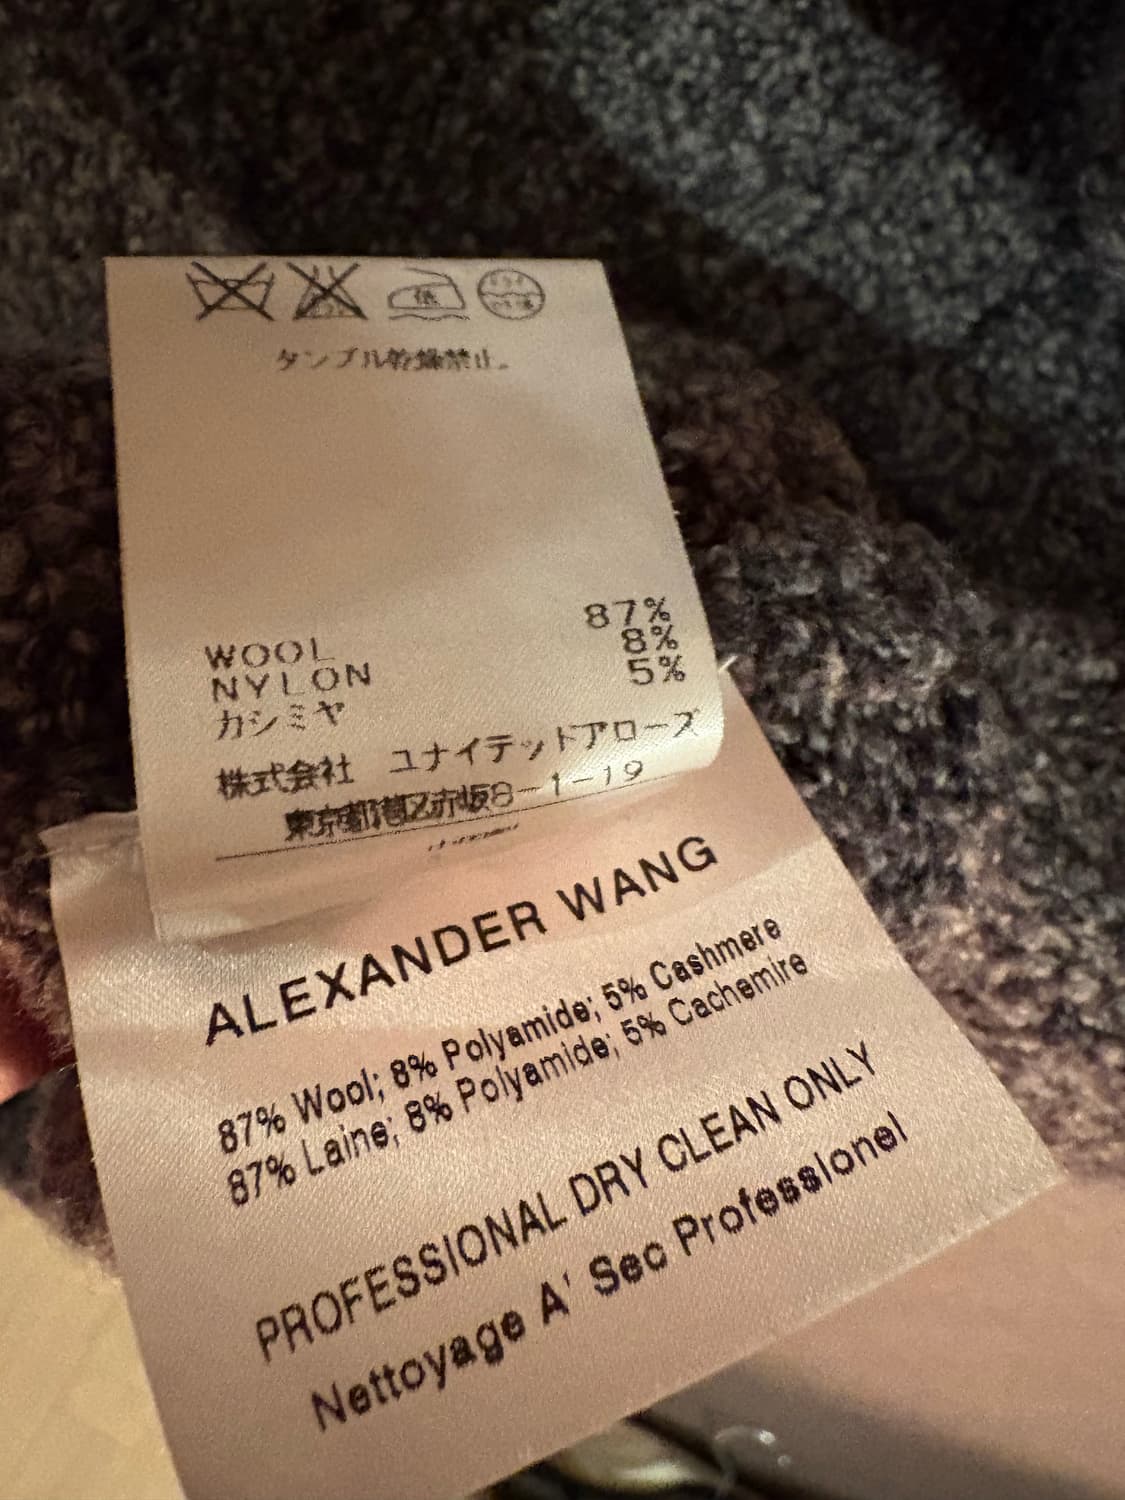 低
タンブル乾燥禁止。
WOOL 87%
NYLON 8%
カシミヤ 5%
株式会社 ユナイテッドアローズ
東京都港区赤坂8-1-19
ALEXANDER WANG
87% Wool; 8% Polyamide; 5% Cashmere
87% Laine; 8% Polyamide; 5% Cachemire
PROFESSIONAL DRY CLEAN ONLY
Nettoyage A' Sec Professionel